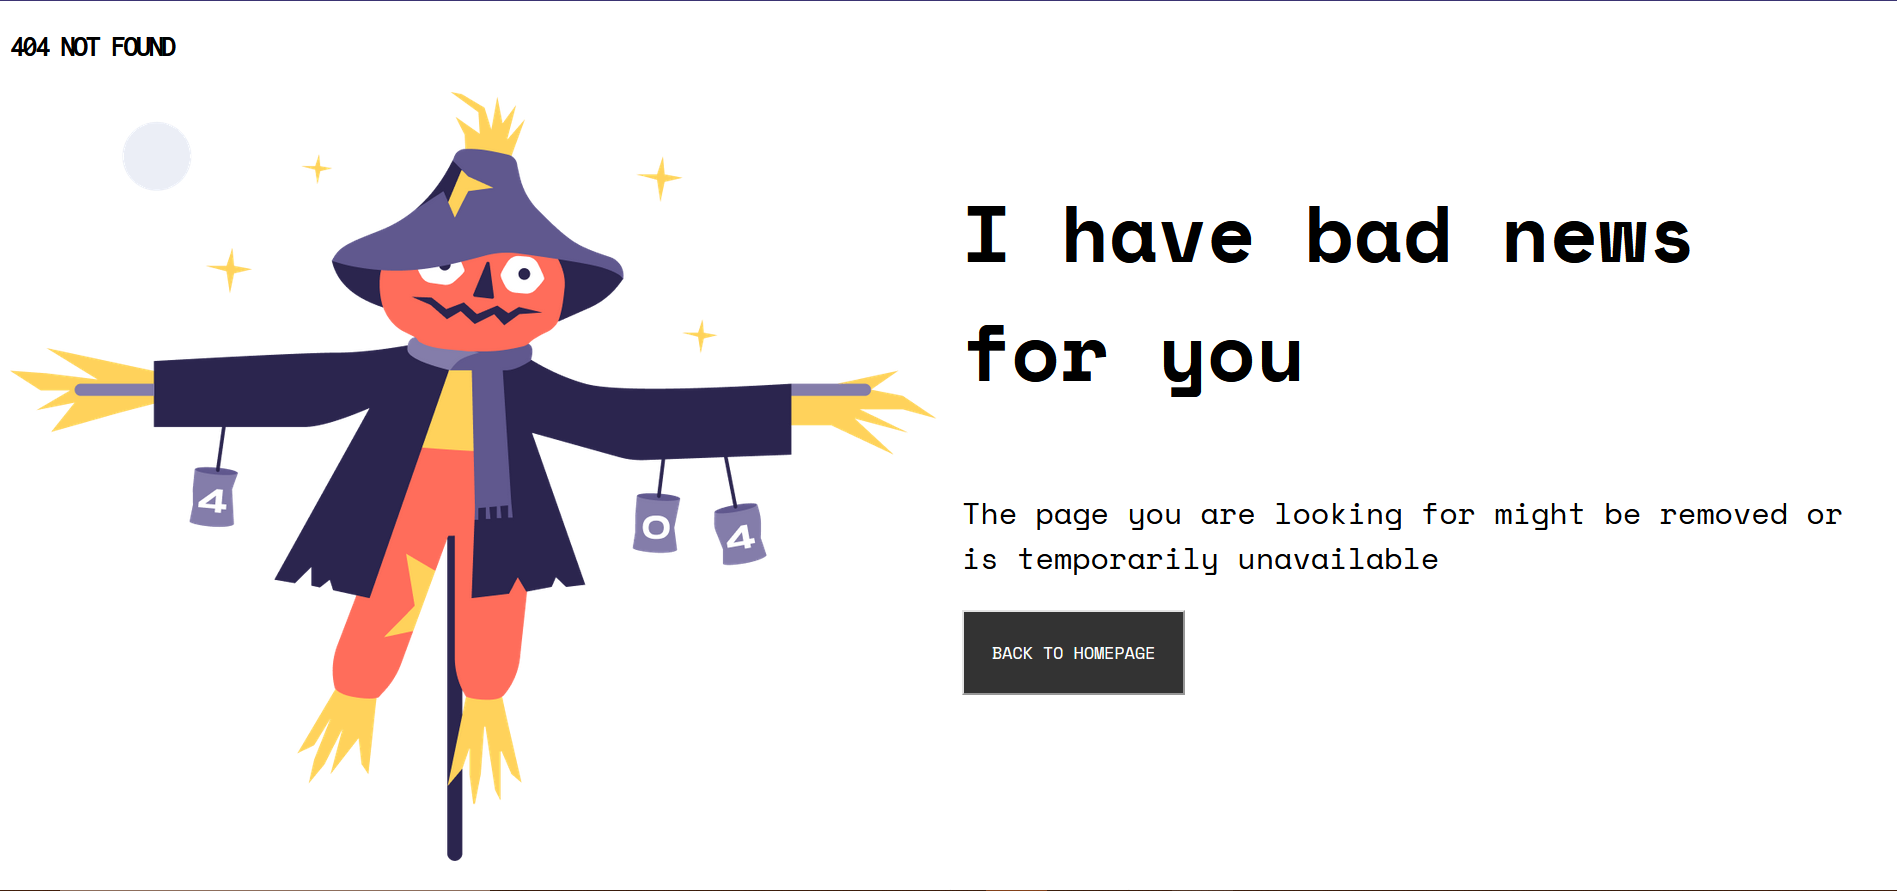 404 NOT FOUND
4
0
4
I have bad news
for you
The page you are looking for might be removed or
is temporarily unavailable
BACK TO HOMEPAGE